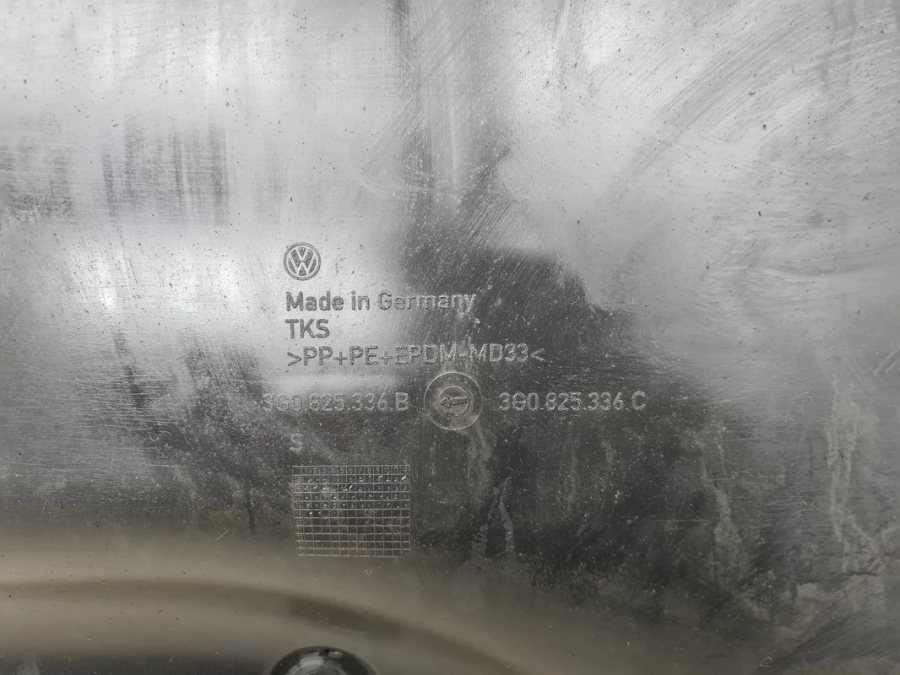 Made in Germany
TKS
>PP+PE+EPDM-MD33<
3G0.825.336.B 3G0.825.336.C
S